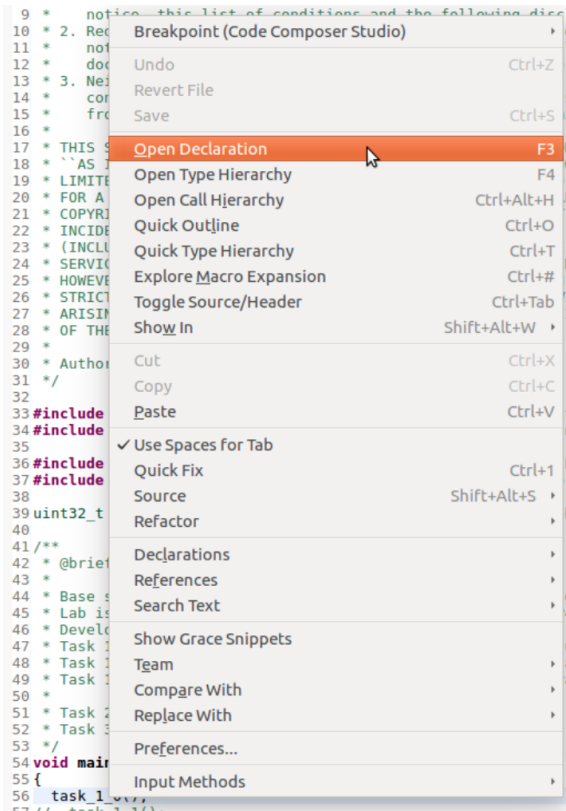 9 * notice, this list of conditions and the following disc
10 * 2. Red
11 * not
12 * doc
13 * 3. Nei
14 * con
15 * fro
16 *
17 * THIS S
18 * ``AS I
19 * LIMITE
20 * FOR A
21 * COPYRI
22 * INCIDE
23 * (INCLU
24 * SERVIC
25 * HOWEVE
26 * STRICT
27 * ARISIN
28 * OF THE
29 *
30 * Author
31 */
32
33 #include
34 #include
35
36 #include
37 #include
38
39 uint32_t
40
41 /**
42 * @brief
43 *
44 * Base s
45 * Lab is
46 * Develo
47 * Task 1
48 * Task 1
49 * Task 1
50 *
51 * Task 2
52 * Task 3
53 */
54 void main
55 {
56 task_1_0();
57 // task_1_1();
Breakpoint (Code Composer Studio)
Undo Ctrl+Z
Revert File
Save Ctrl+S
Open Declaration F3
Open Type Hierarchy F4
Open Call Hierarchy Ctrl+Alt+H
Quick Outline Ctrl+O
Quick Type Hierarchy Ctrl+T
Explore Macro Expansion Ctrl+#
Toggle Source/Header Ctrl+Tab
Show In Shift+Alt+W
Cut Ctrl+X
Copy Ctrl+C
Paste Ctrl+V
✓ Use Spaces for Tab
Quick Fix Ctrl+1
Source Shift+Alt+S
Refactor
Declarations
References
Search Text
Show Grace Snippets
Team
Compare With
Replace With
Preferences...
Input Methods